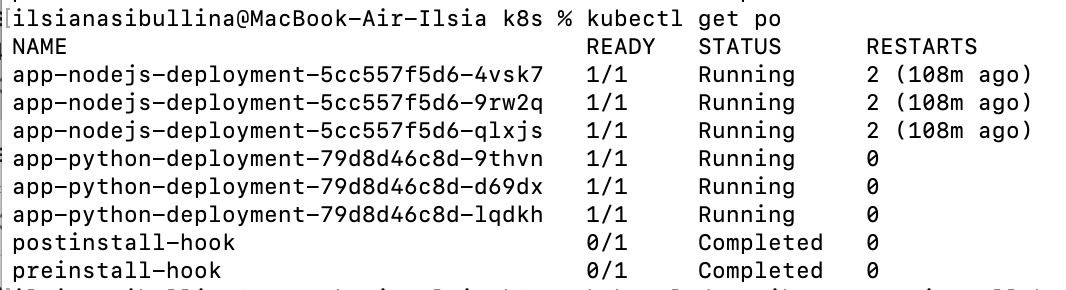 ilsianasibullina@MacBook-Air-Ilsia k8s % kubectl get po
NAME READY STATUS RESTARTS
app-nodejs-deployment-5cc557f5d6-4vsk7 1/1 Running 2 (108m ago)
app-nodejs-deployment-5cc557f5d6-9rw2q 1/1 Running 2 (108m ago)
app-nodejs-deployment-5cc557f5d6-qlxjs 1/1 Running 2 (108m ago)
app-python-deployment-79d8d46c8d-9thvn 1/1 Running 0
app-python-deployment-79d8d46c8d-d69dx 1/1 Running 0
app-python-deployment-79d8d46c8d-lqdkh 1/1 Running 0
postinstall-hook 0/1 Completed 0
preinstall-hook 0/1 Completed 0